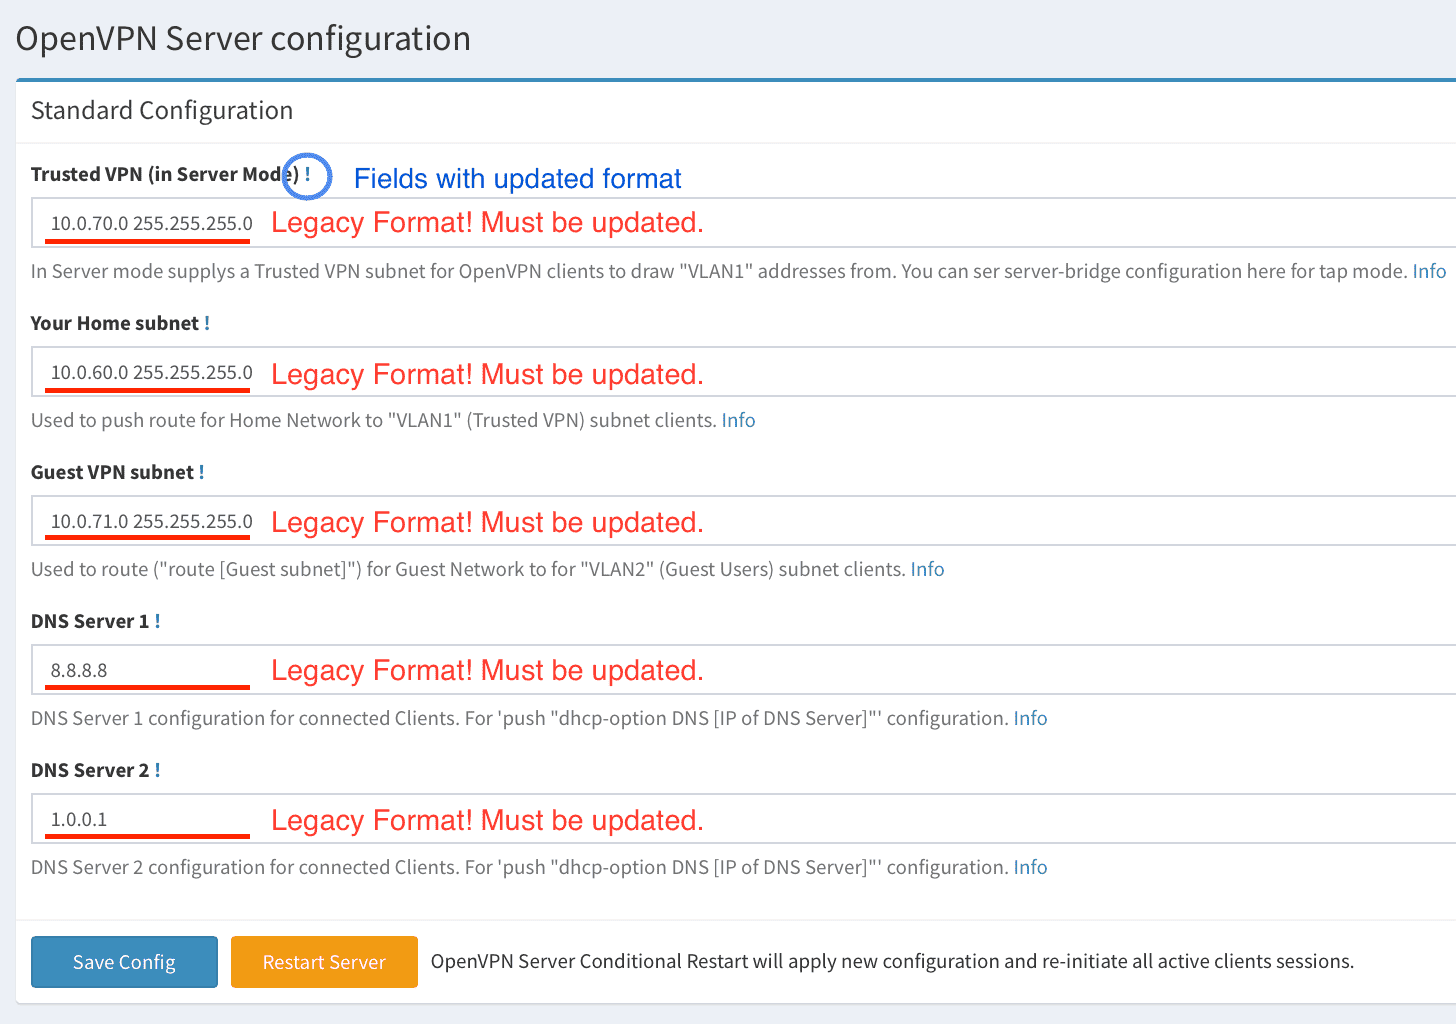 OpenVPN Server configuration
Standard Configuration
Trusted VPN (in Server Mode) ! Fields with updated format
10.0.70.0 255.255.255.0 Legacy Format! Must be updated.
In Server mode supplys a Trusted VPN subnet for OpenVPN clients to draw "VLAN1" addresses from. You can ser server-bridge configuration here for tap mode. Info
Your Home subnet !
10.0.60.0 255.255.255.0 Legacy Format! Must be updated.
Used to push route for Home Network to "VLAN1" (Trusted VPN) subnet clients. Info
Guest VPN subnet !
10.0.71.0 255.255.255.0 Legacy Format! Must be updated.
Used to route ("route [Guest subnet]") for Guest Network to for "VLAN2" (Guest Users) subnet clients. Info
DNS Server 1 !
8.8.8.8 Legacy Format! Must be updated.
DNS Server 1 configuration for connected Clients. For 'push "dhcp-option DNS [IP of DNS Server]"' configuration. Info
DNS Server 2 !
1.0.0.1 Legacy Format! Must be updated.
DNS Server 2 configuration for connected Clients. For 'push "dhcp-option DNS [IP of DNS Server]"' configuration. Info
Save Config Restart Server OpenVPN Server Conditional Restart will apply new configuration and re-initiate all active clients sessions.